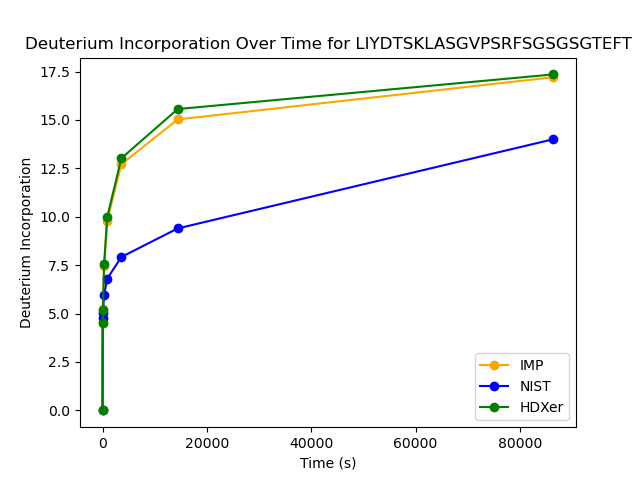 Deuterium Incorporation Over Time for LIYDTSKLASGVPSRFSGSGSGTEFT
17.5
15.0
12.5
10.0
7.5
5.0
2.5
0.0
Deuterium Incorporation
IMP
NIST
HDXer
0 20000 40000 60000 80000
Time (s)